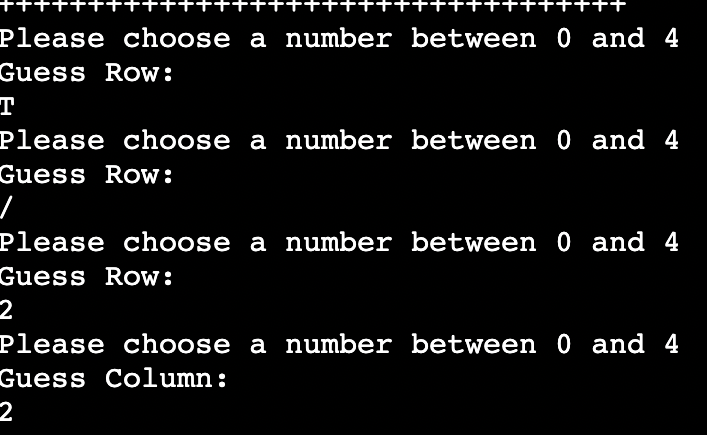 ++++++++++++++++++++++++++++++++++
Please choose a number between 0 and 4
Guess Row:
T
Please choose a number between 0 and 4
Guess Row:
/
Please choose a number between 0 and 4
Guess Row:
2
Please choose a number between 0 and 4
Guess Column:
2